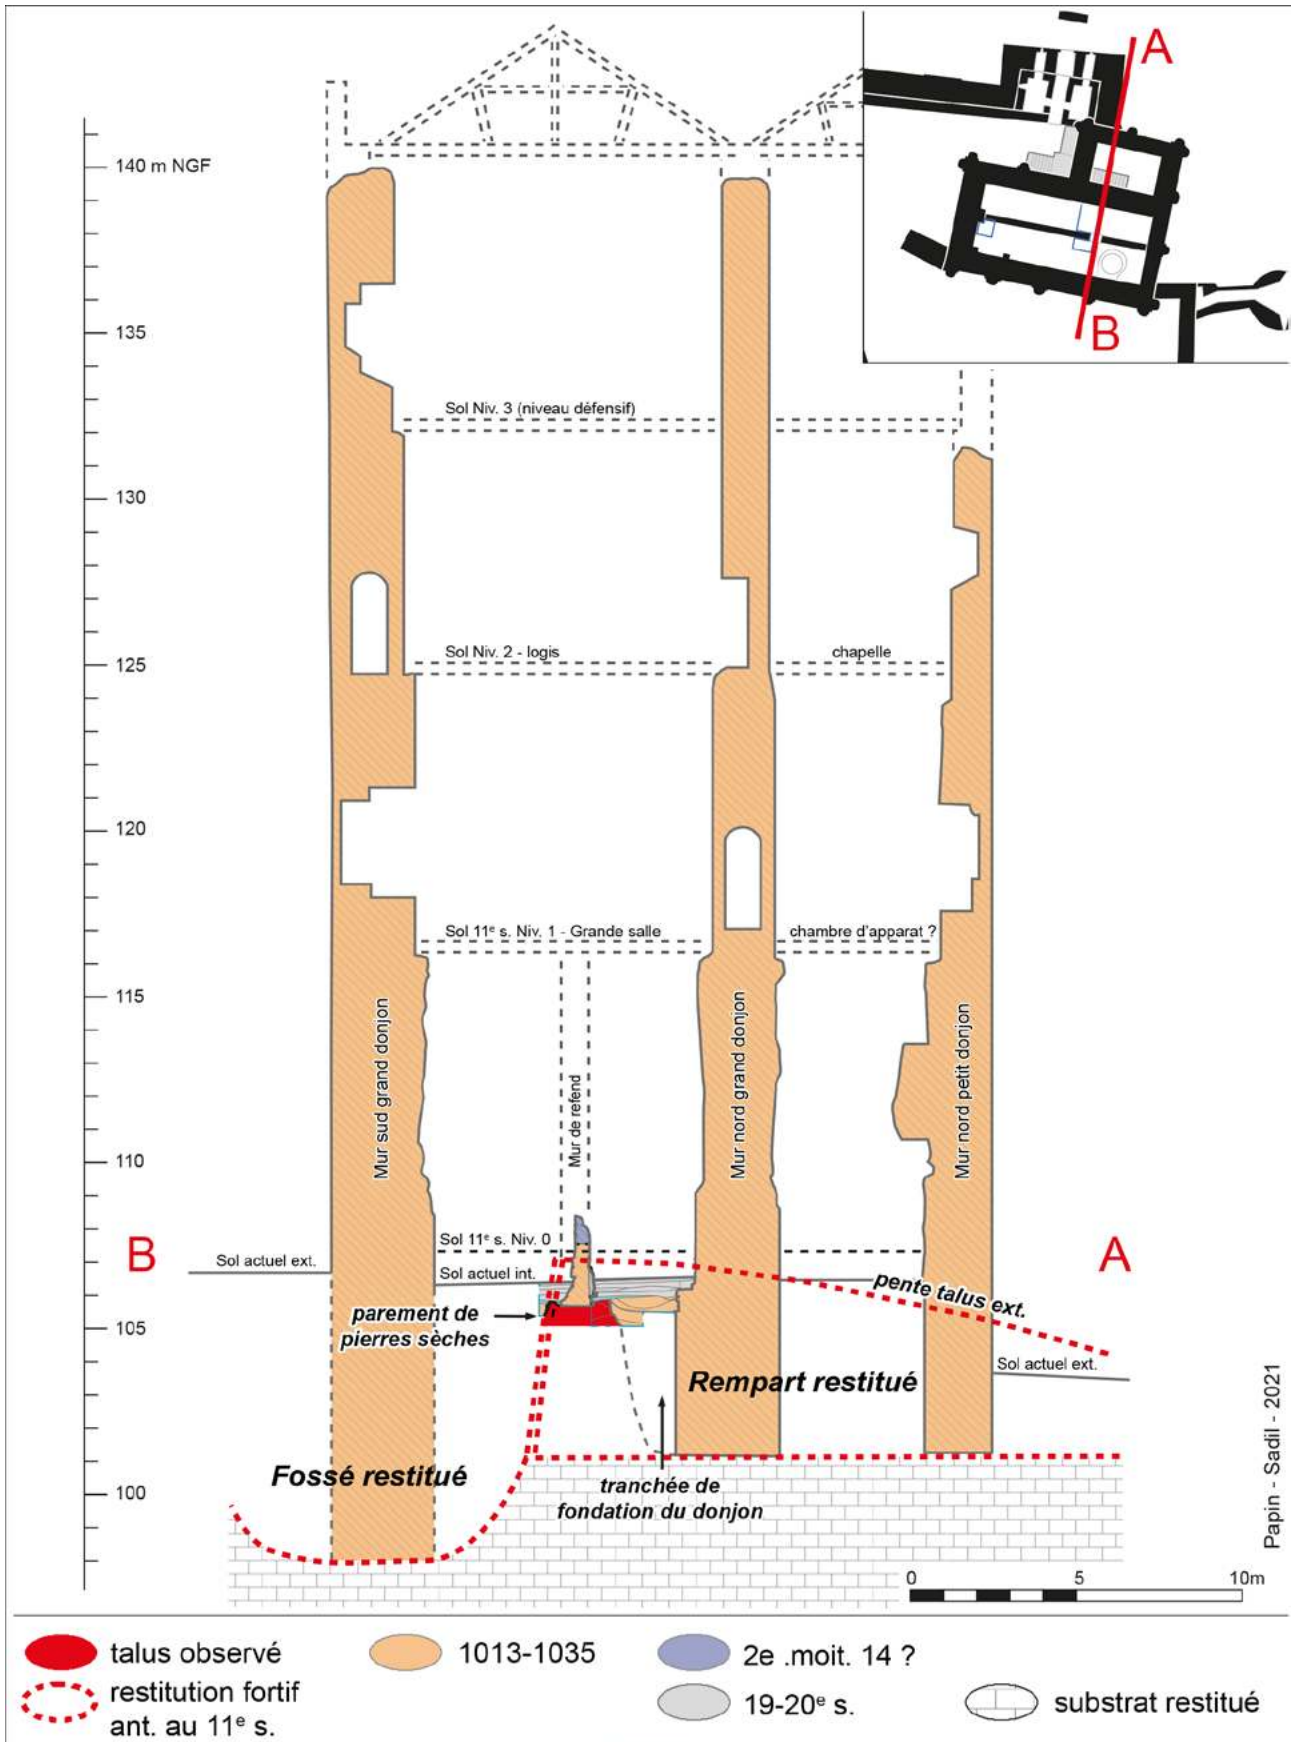 A
B
140 m NGF
135
Sol Niv. 3 (niveau défensif)
130
125
Sol Niv. 2 - logis
chapelle
120
Sol 11e s. Niv. 1 - Grande salle
chambre d'apparat ?
115
Mur sud grand donjon
Mur de refend
Mur nord grand donjon
Mur nord petit donjon
110
Sol 11e s. Niv. 0
B
A
Sol actuel ext.
Sol actuel int.
pente talus ext.
parement de
pierres sèches
105
Sol actuel ext.
Rempart restitué
Fossé restitué
100
tranchée de
fondation du donjon
Papin - Sadil - 2021
0
5
10m
talus observé
1013-1035
2e .moit. 14 ?
restitution fortif
ant. au 11e s.
19-20e s.
substrat restitué